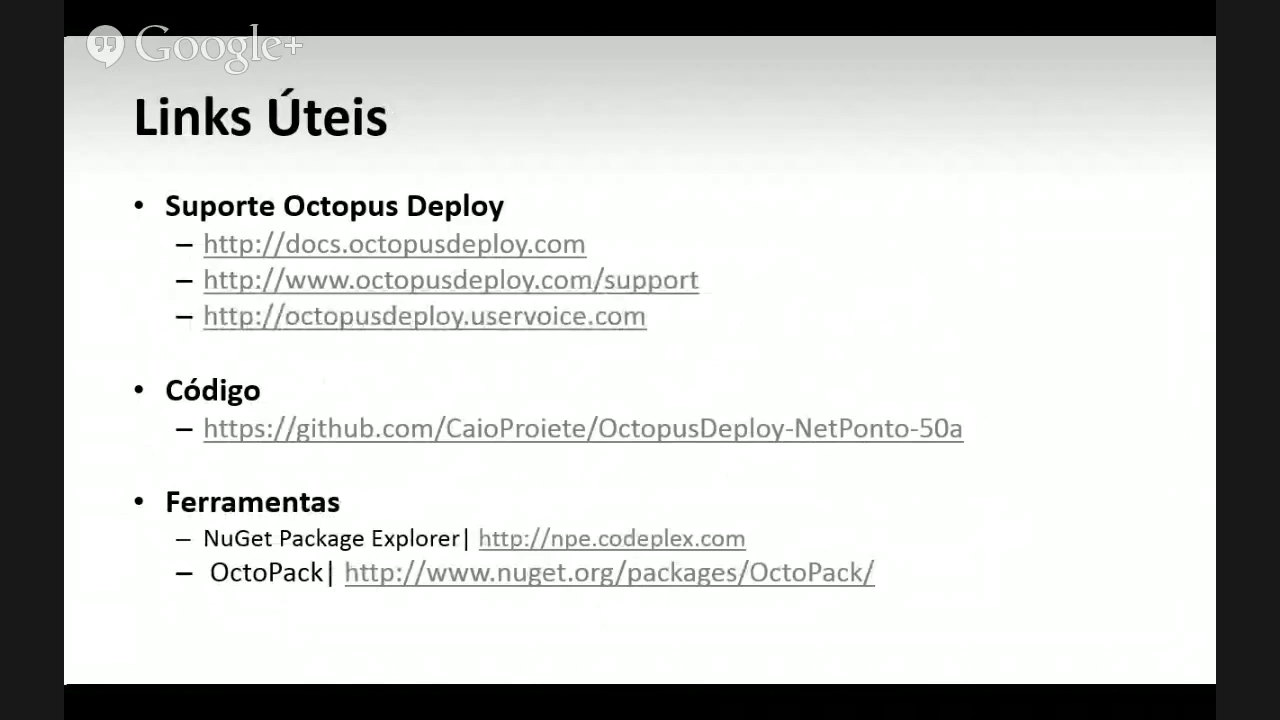 Google+
Links Úteis
• Suporte Octopus Deploy
– http://docs.octopusdeploy.com
– http://www.octopusdeploy.com/support
– http://octopusdeploy.uservoice.com
• Código
– https://github.com/CaioProiete/OctopusDeploy-NetPonto-50a
• Ferramentas
– NuGet Package Explorer| http://npe.codeplex.com
– OctoPack| http://www.nuget.org/packages/OctoPack/